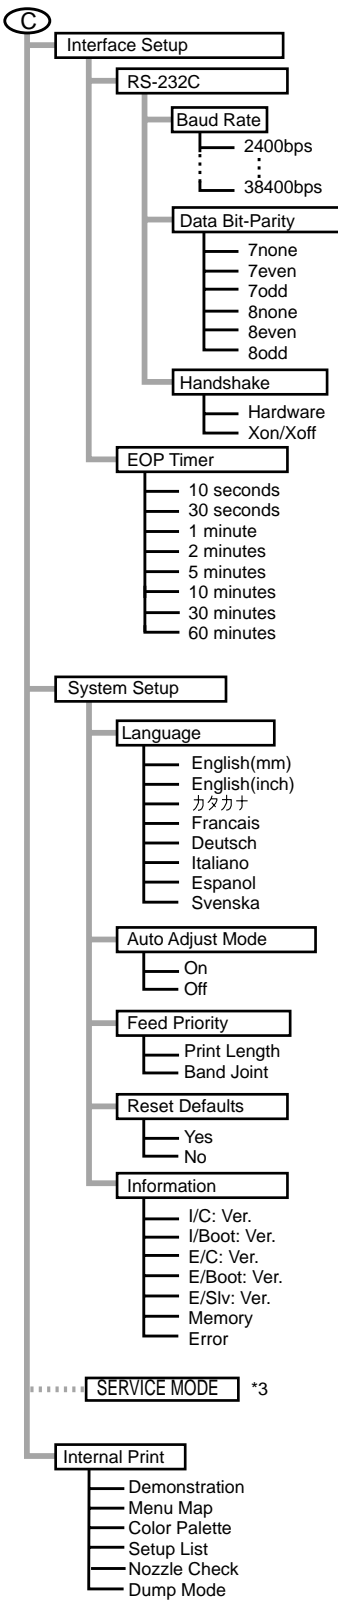 C
Interface Setup
RS-232C
Baud Rate
2400bps
38400bps
Data Bit-Parity
7none
7even
7odd
8none
8even
8odd
Handshake
Hardware
Xon/Xoff
EOP Timer
10 seconds
30 seconds
1 minute
2 minutes
5 minutes
10 minutes
30 minutes
60 minutes
System Setup
Language
English(mm)
English(inch)
カタカナ
Francais
Deutsch
Italiano
Espanol
Svenska
Auto Adjust Mode
On
Off
Feed Priority
Print Length
Band Joint
Reset Defaults
Yes
No
Information
I/C: Ver.
I/Boot: Ver.
E/C: Ver.
E/Boot: Ver.
E/Slv: Ver.
Memory
Error
SERVICE MODE *3
Internal Print
Demonstration
Menu Map
Color Palette
Setup List
Nozzle Check
Dump Mode